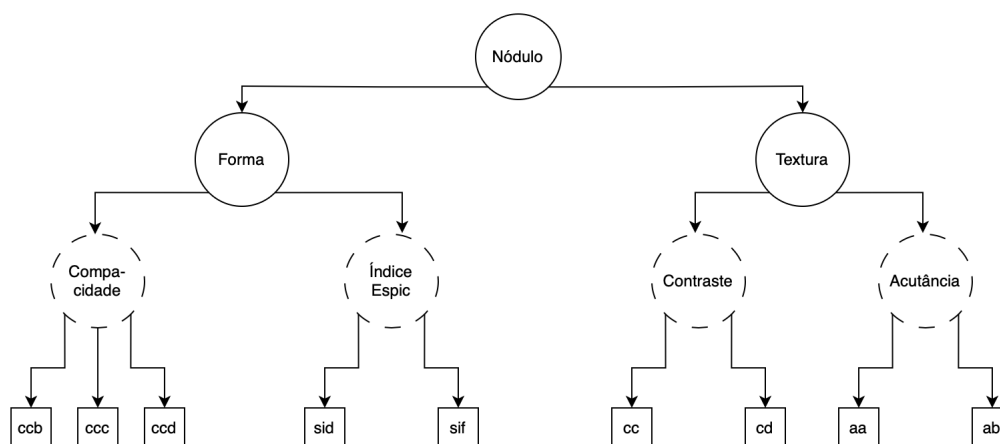 Nódulo
Forma
Textura
Compa-
cidade
Índice
Espic
Contraste
Acutância
ccb
ccc
ccd
sid
sif
cc
cd
aa
ab